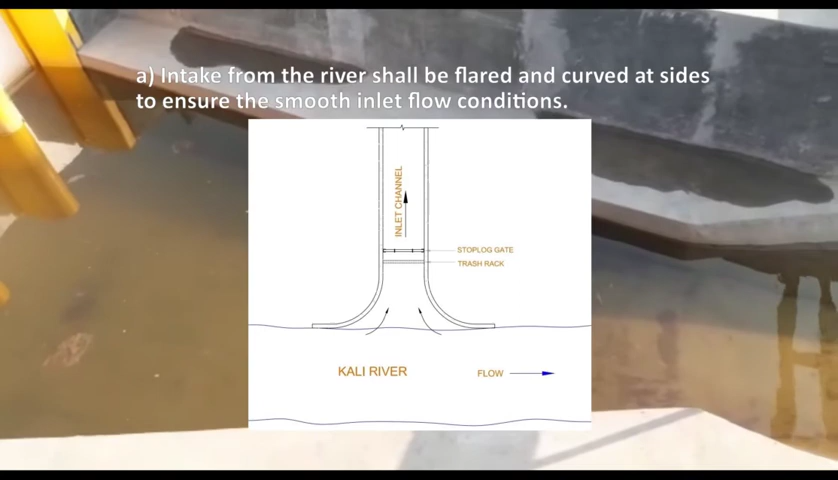 a) Intake from the river shall be flared and curved at sides
to ensure the smooth inlet flow conditions.
INLET CHANNEL
STOPLOG GATE
TRASH RACK
KALI RIVER
FLOW